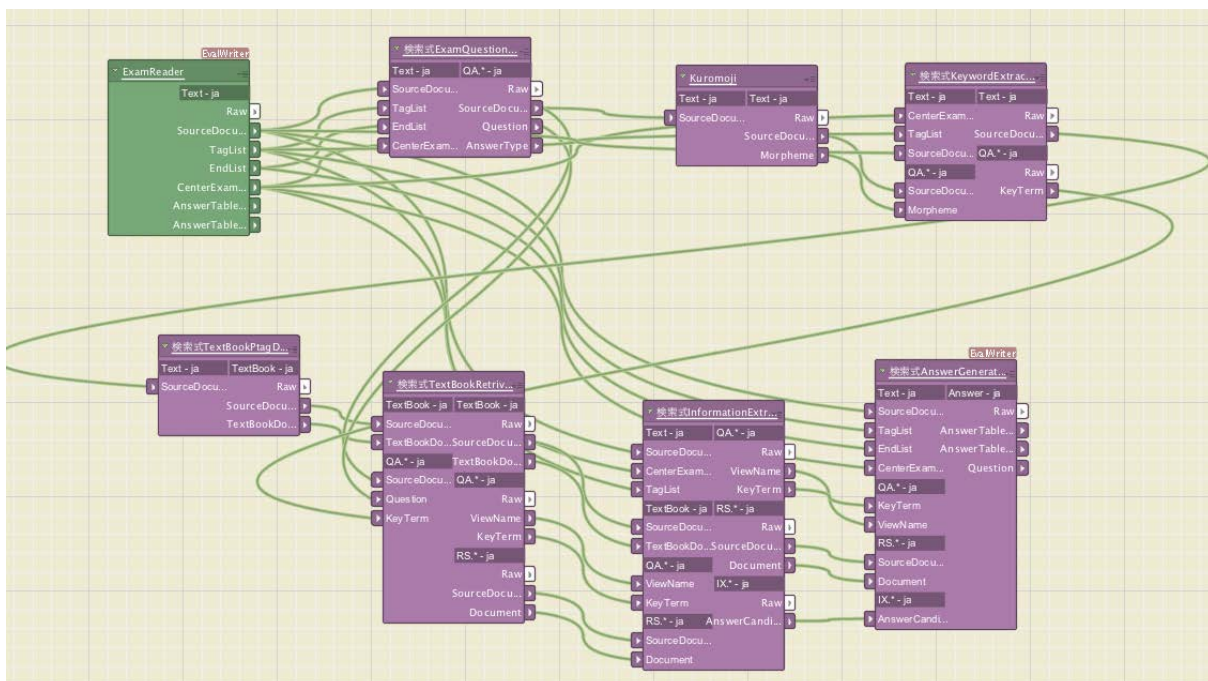 EvalWriter
ExamReader
Text - ja
Raw
SourceDocu...
TagList
EndList
CenterExam...
AnswerTable...
AnswerTable...
検索式ExamQuestion...
Text - ja QA.* - ja
SourceDocu... Raw
TagList SourceDocu...
EndList Question
CenterExam... AnswerType
Kuromoji
Text - ja Text - ja
SourceDocu... Raw
SourceDocu...
Morpheme
検索式KeywordExtrac...
Text - ja Text - ja
CenterExam... Raw
TagList SourceDocu...
SourceDocu... QA.* - ja
QA.* - ja Raw
SourceDocu... KeyTerm
Morpheme
検索式TextBookPtagD...
Text - ja TextBook - ja
SourceDocu... Raw
SourceDocu...
TextBookDo...
検索式TextBookRetriv...
TextBook - ja TextBook - ja
SourceDocu... Raw
TextBookDo... SourceDocu...
QA.* - ja TextBookDo...
SourceDocu... QA.* - ja
Question Raw
KeyTerm ViewName
KeyTerm
RS.* - ja
Raw
SourceDocu...
Document
検索式InformationExtr...
Text - ja QA.* - ja
SourceDocu... Raw
CenterExam... ViewName
TagList KeyTerm
TextBook - ja RS.* - ja
SourceDocu... Raw
TextBookDo... SourceDocu...
QA.* - ja Document
ViewName IX.* - ja
KeyTerm Raw
RS.* - ja AnswerCandi...
SourceDocu...
Document
EvalWriter
検索式AnswerGenerat...
Text - ja Answer - ja
SourceDocu... Raw
TagList AnswerTable...
EndList AnswerTable...
CenterExam... Question
QA.* - ja
KeyTerm
ViewName
RS.* - ja
SourceDocu...
Document
IX.* - ja
AnswerCandi...